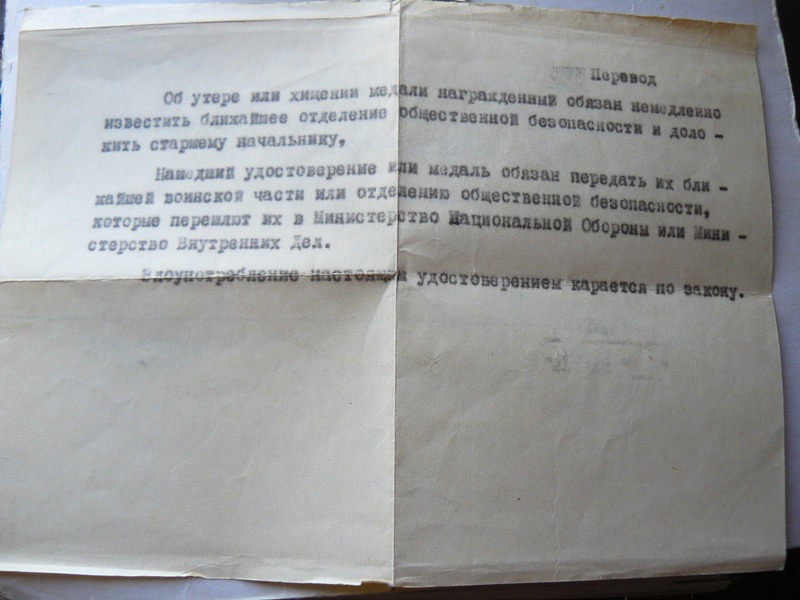 Перевод
Об утере или хищении медали награжденный обязан немедленно
известить ближайшее отделение общественной безопасности и доло -
жить старшему начальнику,
Нашедший удостоверение или медаль обязан передать их бли -
жайшей воинской части или отделению общественной безопасности,
которые перешлют их в Министерство Национальной Обороны или Мини -
стерство Внутренних Дел.
Злоупотребление настоящим удостоверением карается по закону.